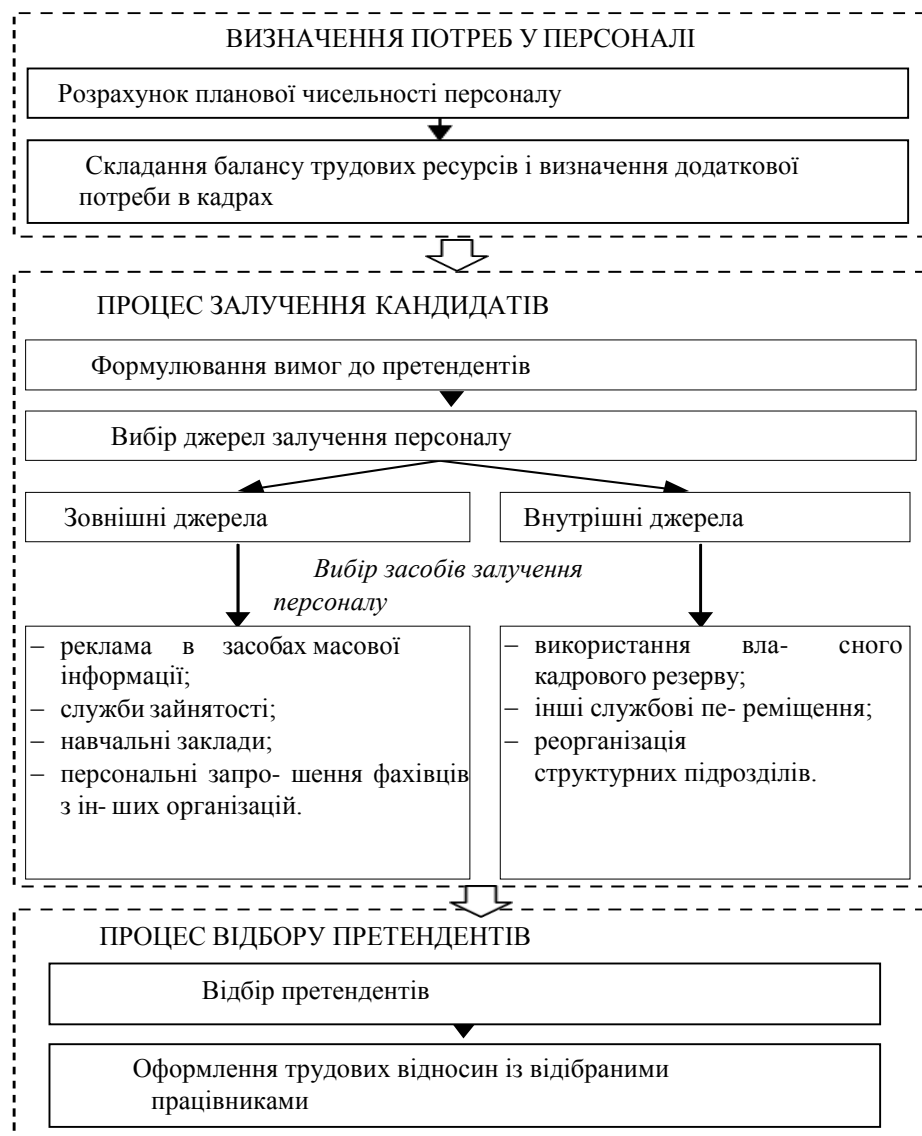 ВИЗНАЧЕННЯ ПОТРЕБ У ПЕРСОНАЛІ
Розрахунок планової чисельності персоналу
Складання балансу трудових ресурсів і визначення додаткової
потреби в кадрах
ПРОЦЕС ЗАЛУЧЕННЯ КАНДИДАТІВ
Формулювання вимог до претендентів
Вибір джерел залучення персоналу
Зовнішні джерела
Внутрішні джерела
Вибір засобів залучення
персоналу
– реклама в засобах масової
інформації;
– служби зайнятості;
– навчальні заклади;
– персональні запро- шення фахівців
з ін- ших організацій.
– використання вла- сного
кадрового резерву;
– інші службові пе- реміщення;
– реорганізація
структурних підрозділів.
ПРОЦЕС ВІДБОРУ ПРЕТЕНДЕНТІВ
Відбір претендентів
Оформлення трудових відносин із відібраними
працівниками